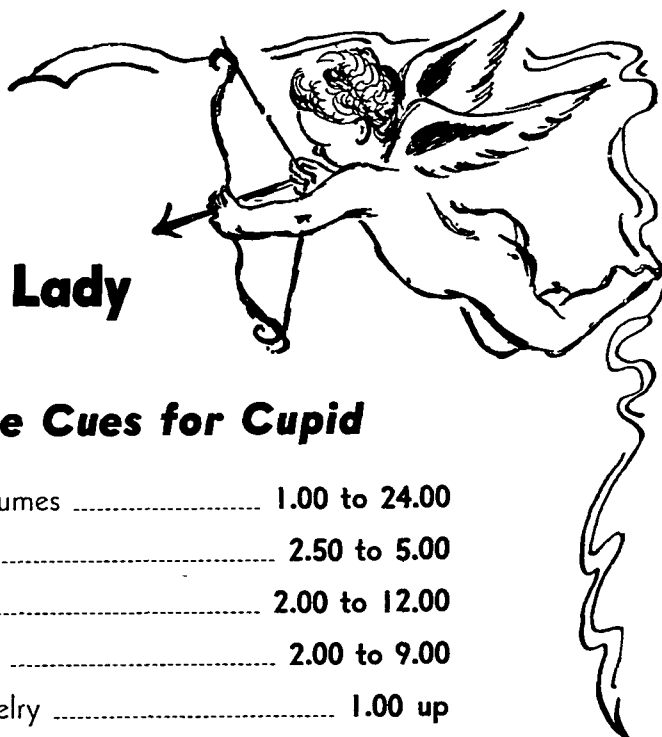 Lady
e Cues for Cupid
umes 1.00 to 24.00
2.50 to 5.00
2.00 to 12.00
2.00 to 9.00
elry 1.00 up